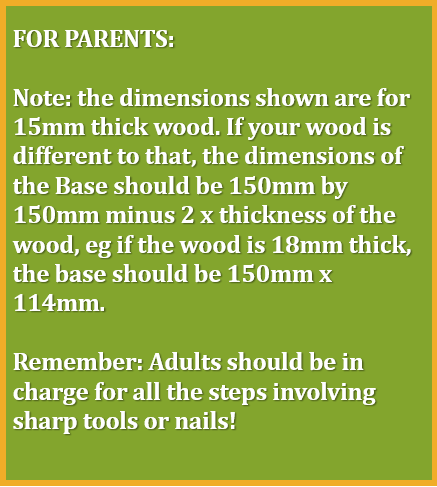 FOR PARENTS:
Note: the dimensions shown are for
15mm thick wood. If your wood is
different to that, the dimensions of
the Base should be 150mm by
150mm minus 2 x thickness of the
wood, eg if the wood is 18mm thick,
the base should be 150mm x
114mm.
Remember: Adults should be in
charge for all the steps involving
sharp tools or nails!